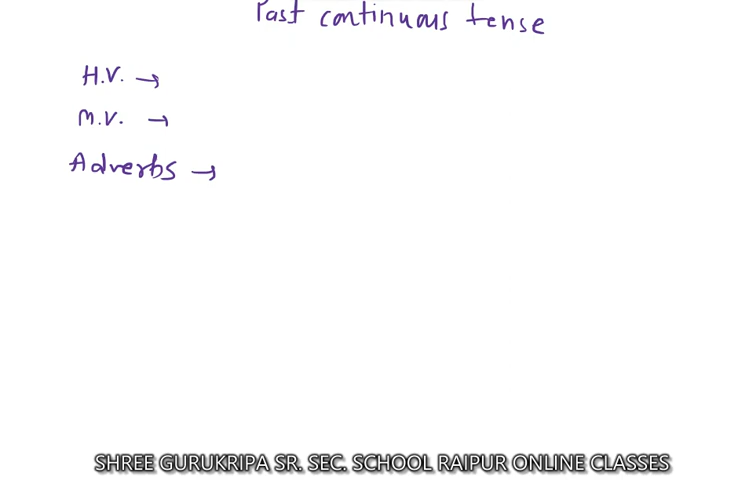 Past continuous tense
H.V. →
M.V. →
Adverbs →
SHREE GURUKRIPA SR. SEC. SCHOOL RAIPUR ONLINE CLASSES